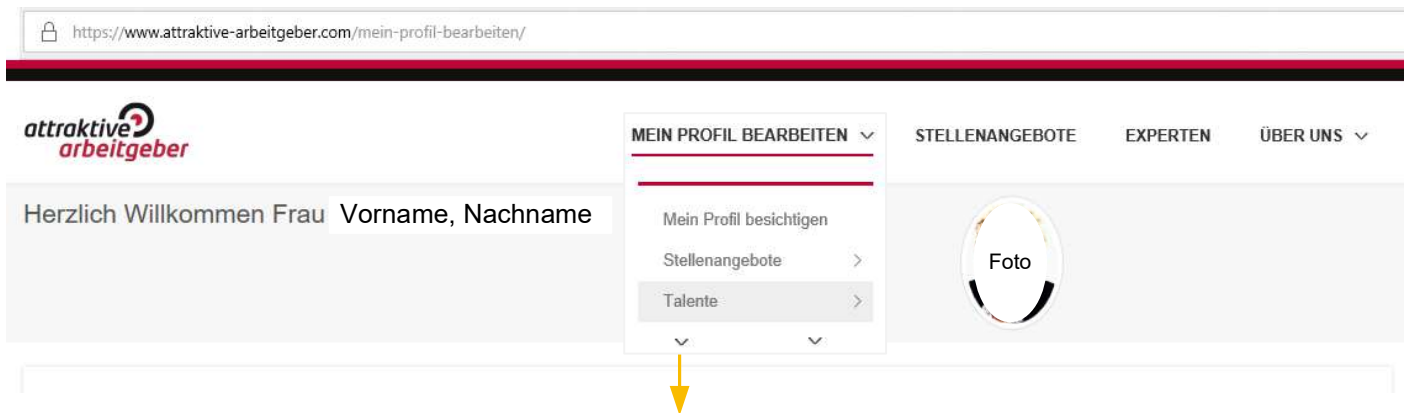 https://www.attraktive-arbeitgeber.com/mein-profil-bearbeiten/
attraktive
arbeitgeber
MEIN PROFIL BEARBEITEN STELLENANGEBOTE EXPERTEN ÜBER UNS
Herzlich Willkommen Frau Vorname, Nachname
Mein Profil besichtigen
Stellenangebote
Talente
Foto